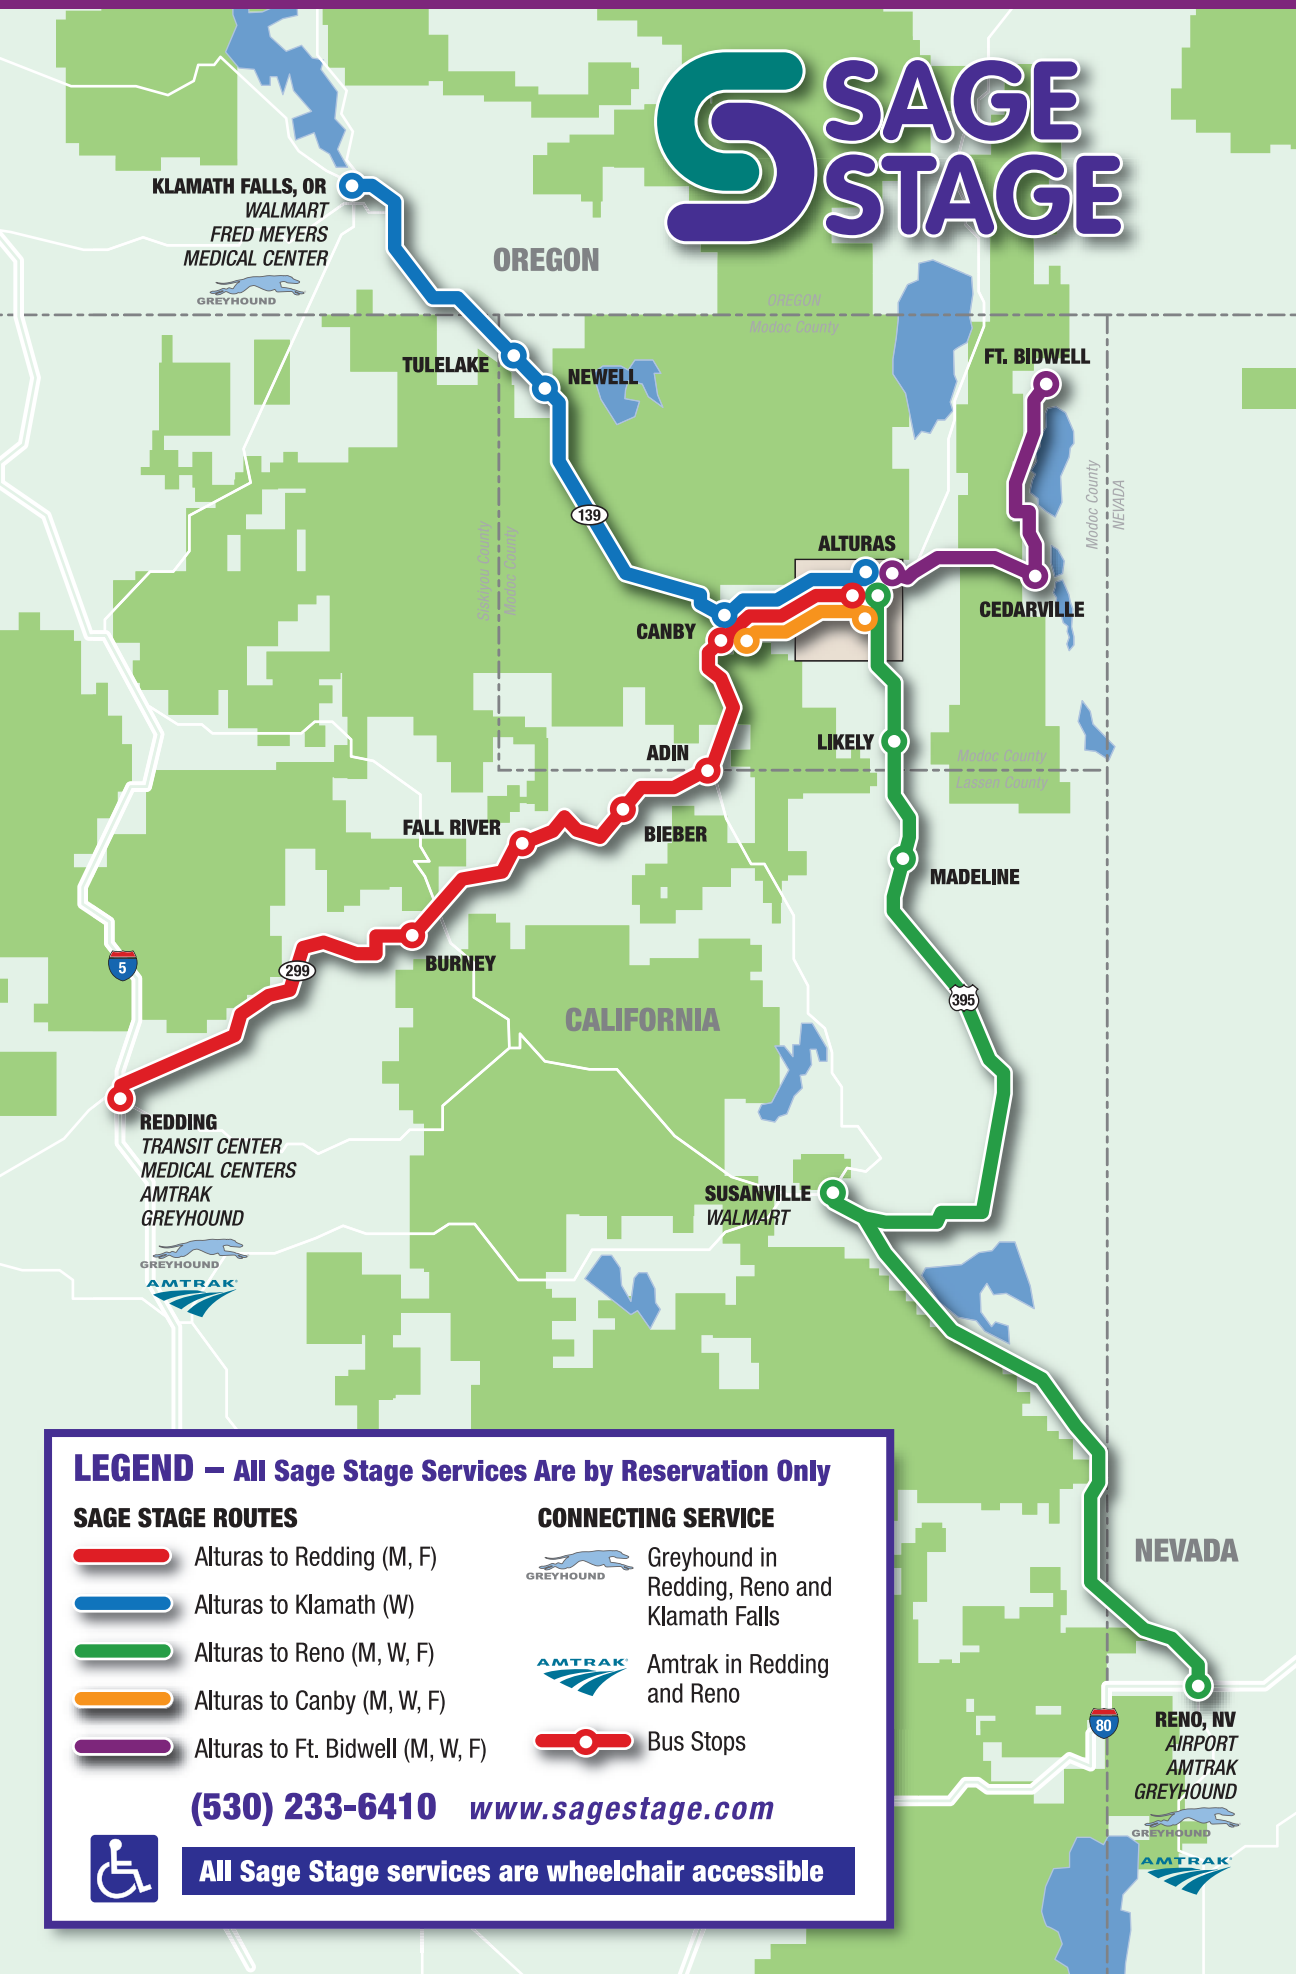 SAGE
STAGE
KLAMATH FALLS, OR
WALMART
FRED MEYERS
MEDICAL CENTER
GREYHOUND
OREGON
OREGON
Modoc County
TULELAKE
NEWELL
FT. BIDWELL
139
Siskiyou County
Modoc County
Modoc County
NEVADA
ALTURAS
CEDARVILLE
CANBY
ADIN
LIKELY
Modoc County
Lassen County
FALL RIVER
BIEBER
MADELINE
BURNEY
5
299
395
CALIFORNIA
REDDING
TRANSIT CENTER
MEDICAL CENTERS
AMTRAK
GREYHOUND
GREYHOUND
AMTRAK
SUSANVILLE
WALMART
NEVADA
80
RENO, NV
AIRPORT
AMTRAK
GREYHOUND
GREYHOUND
AMTRAK
LEGEND – All Sage Stage Services Are by Reservation Only
SAGE STAGE ROUTES
Alturas to Redding (M, F)
Alturas to Klamath (W)
Alturas to Reno (M, W, F)
Alturas to Canby (M, W, F)
Alturas to Ft. Bidwell (M, W, F)
CONNECTING SERVICE
GREYHOUND
Greyhound in
Redding, Reno and
Klamath Falls
AMTRAK
Amtrak in Redding
and Reno
Bus Stops
(530) 233-6410 www.sagestage.com
All Sage Stage services are wheelchair accessible